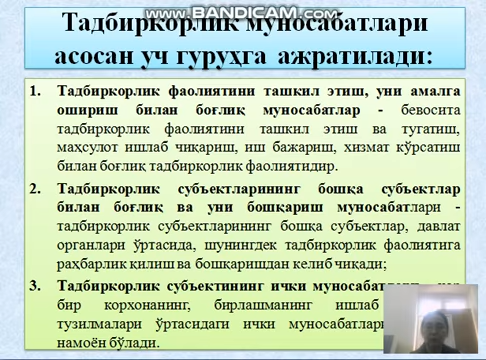 www.BANDICAM.com
Тадбиркорлик муносабатлари
асосан уч гуруҳга ажратилади:
1. Тадбиркорлик фаолиятини ташкил этиш, уни амалга
ошириш билан боғлиқ муносабатлар - бевосита
тадбиркорлик фаолиятини ташкил этиш ва тугатиш,
маҳсулот ишлаб чиқариш, иш бажариш, хизмат кўрсатиш
билан боғлиқ тадбиркорлик фаолиятидир.
2. Тадбиркорлик субъектларининг бошқа субъектлар
билан боғлиқ ва уни бошқариш муносабатлари -
тадбиркорлик субъектларининг бошқа субъектлар, давлат
органлари ўртасида, шунингдек тадбиркорлик фаолиятига
раҳбарлик қилиш ва бошқаришдан келиб чиқади;
3. Тадбиркорлик субъектининг ички
бир корхонанинг, бирлашманинг ишлаб
тузилмалари ўртасидаги ички муносабатлари
намоён бўлади.